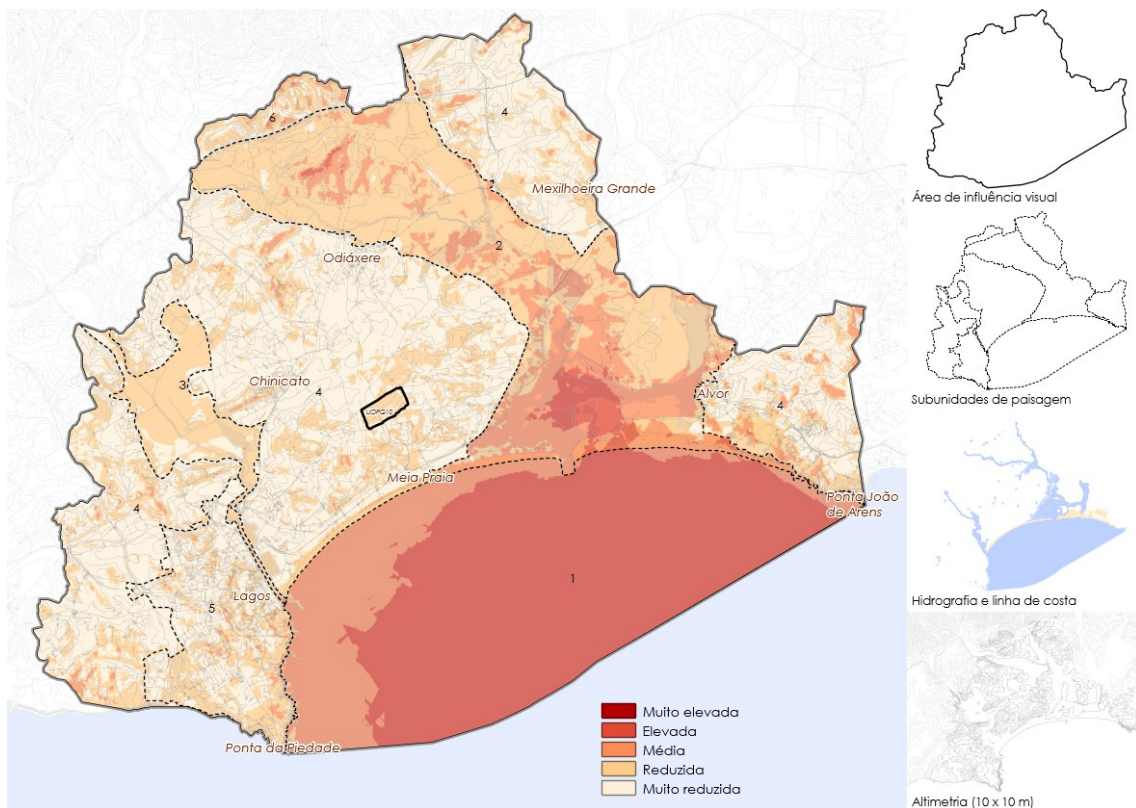 6
4
Mexilhoeira Grande
2
Odiáxere
3
Chinicato
4
UOPG10
Alvor
4
Meia Praia
Ponta João
de Arens
4
1
Lagos
5
Ponta da Piedade
Muito elevada
Elevada
Média
Reduzida
Muito reduzida
Área de influência visual
Subunidades de paisagem
Hidrografia e linha de costa
Altimetria (10 x 10 m)